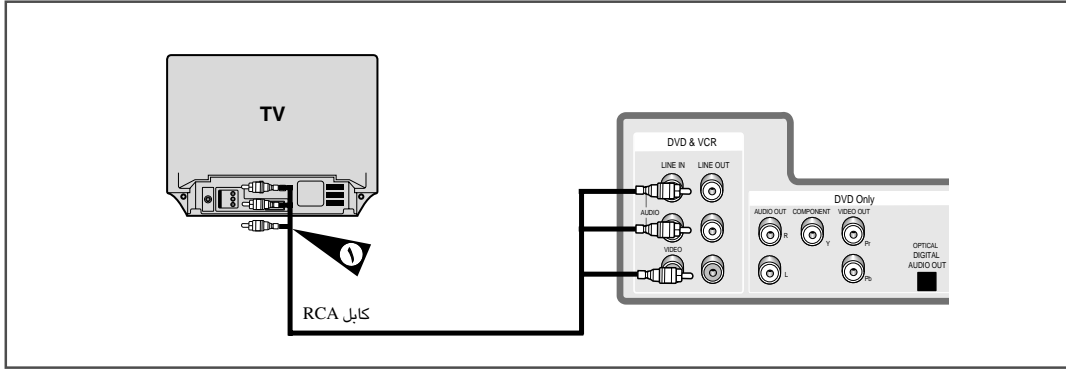 TV
DVD & VCR
LINE IN LINE OUT
AUDIO
VIDEO
DVD Only
AUDIO OUT COMPONENT VIDEO OUT
R
Y
Pr
L
Pb
OPTICAL
DIGITAL
AUDIO OUT
١
كابل RCA